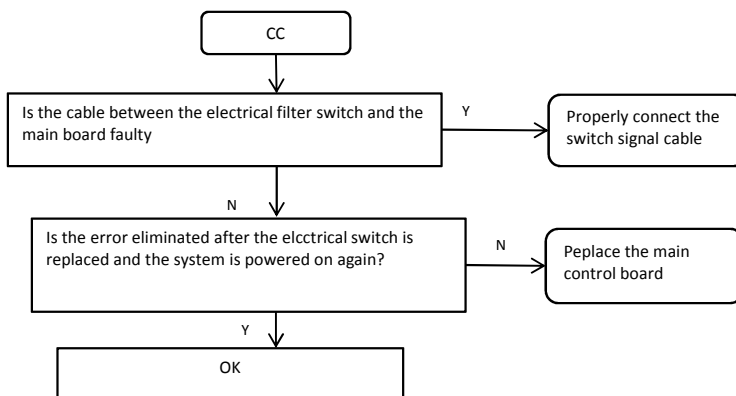 CC
Is the cable between the electrical filter switch and the
main board faulty
Y
Properly connect the
switch signal cable
N
Is the error eliminated after the elcctrical switch is
replaced and the system is powered on again?
N
Peplace the main
control board
Y
OK